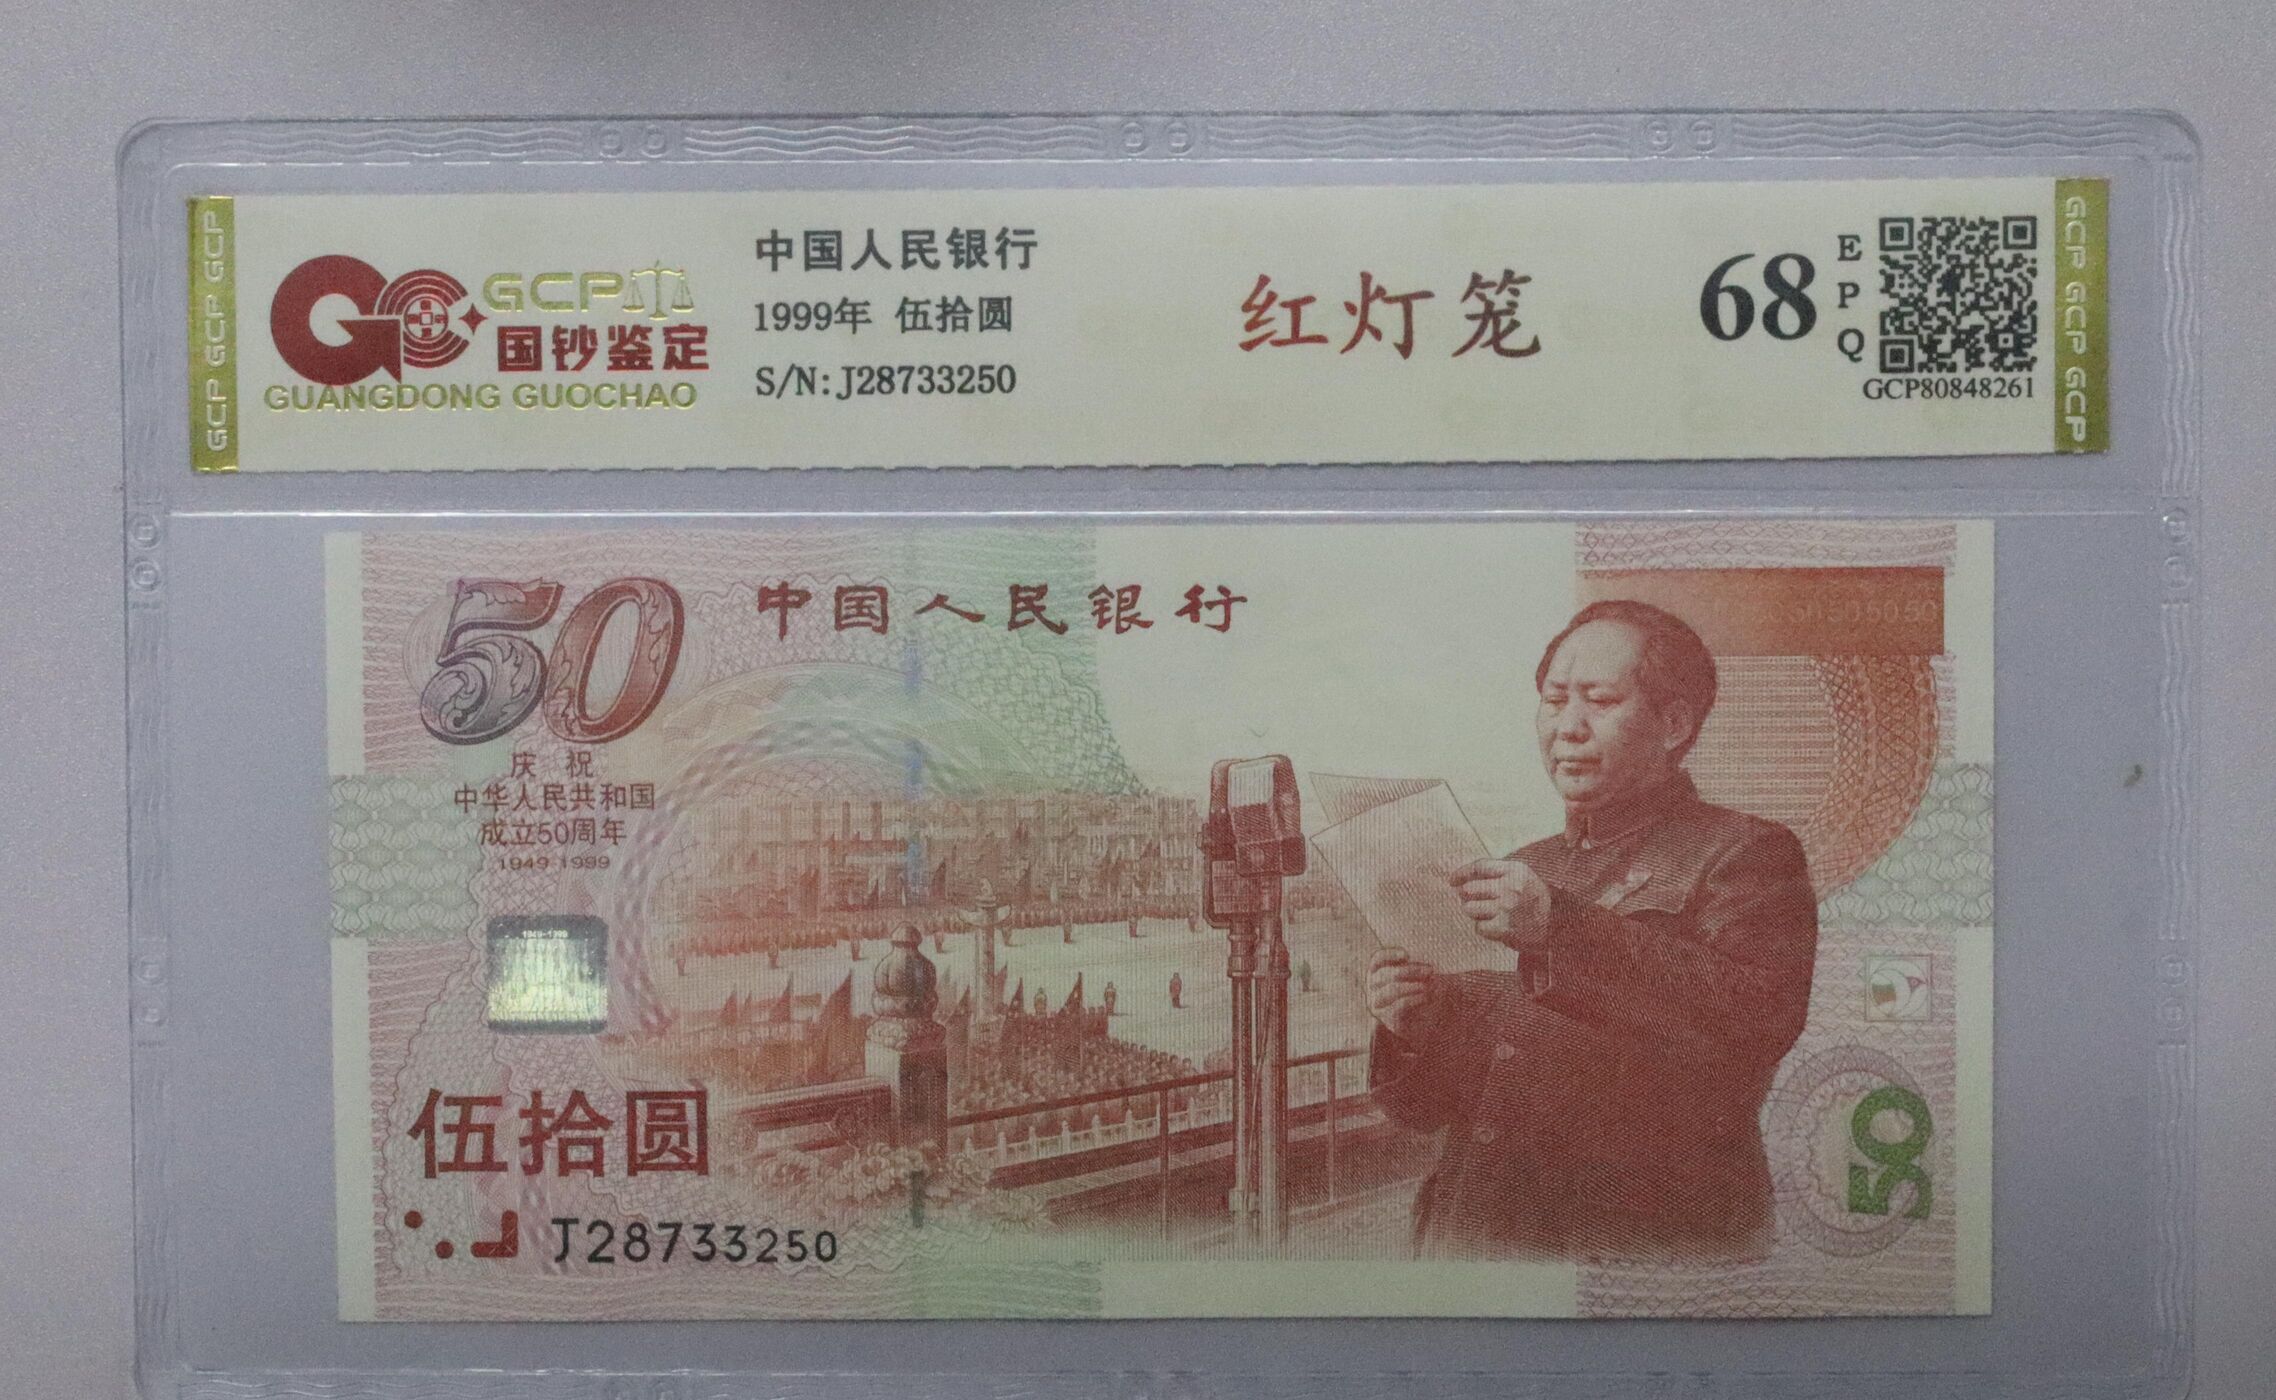 GCP GCP GCP
GCP
国钞鉴定
GUANGDONG GUOCHAO
中国人民银行
1999年 伍拾圆
S/N:J28733250
红灯笼
68
EPQ
GCP80848261
GCP GCP GCP
50
中国人民银行
庆祝
中华人民共和国
成立50周年
1949-1999
1949-1999
伍拾圆
J28733250
50